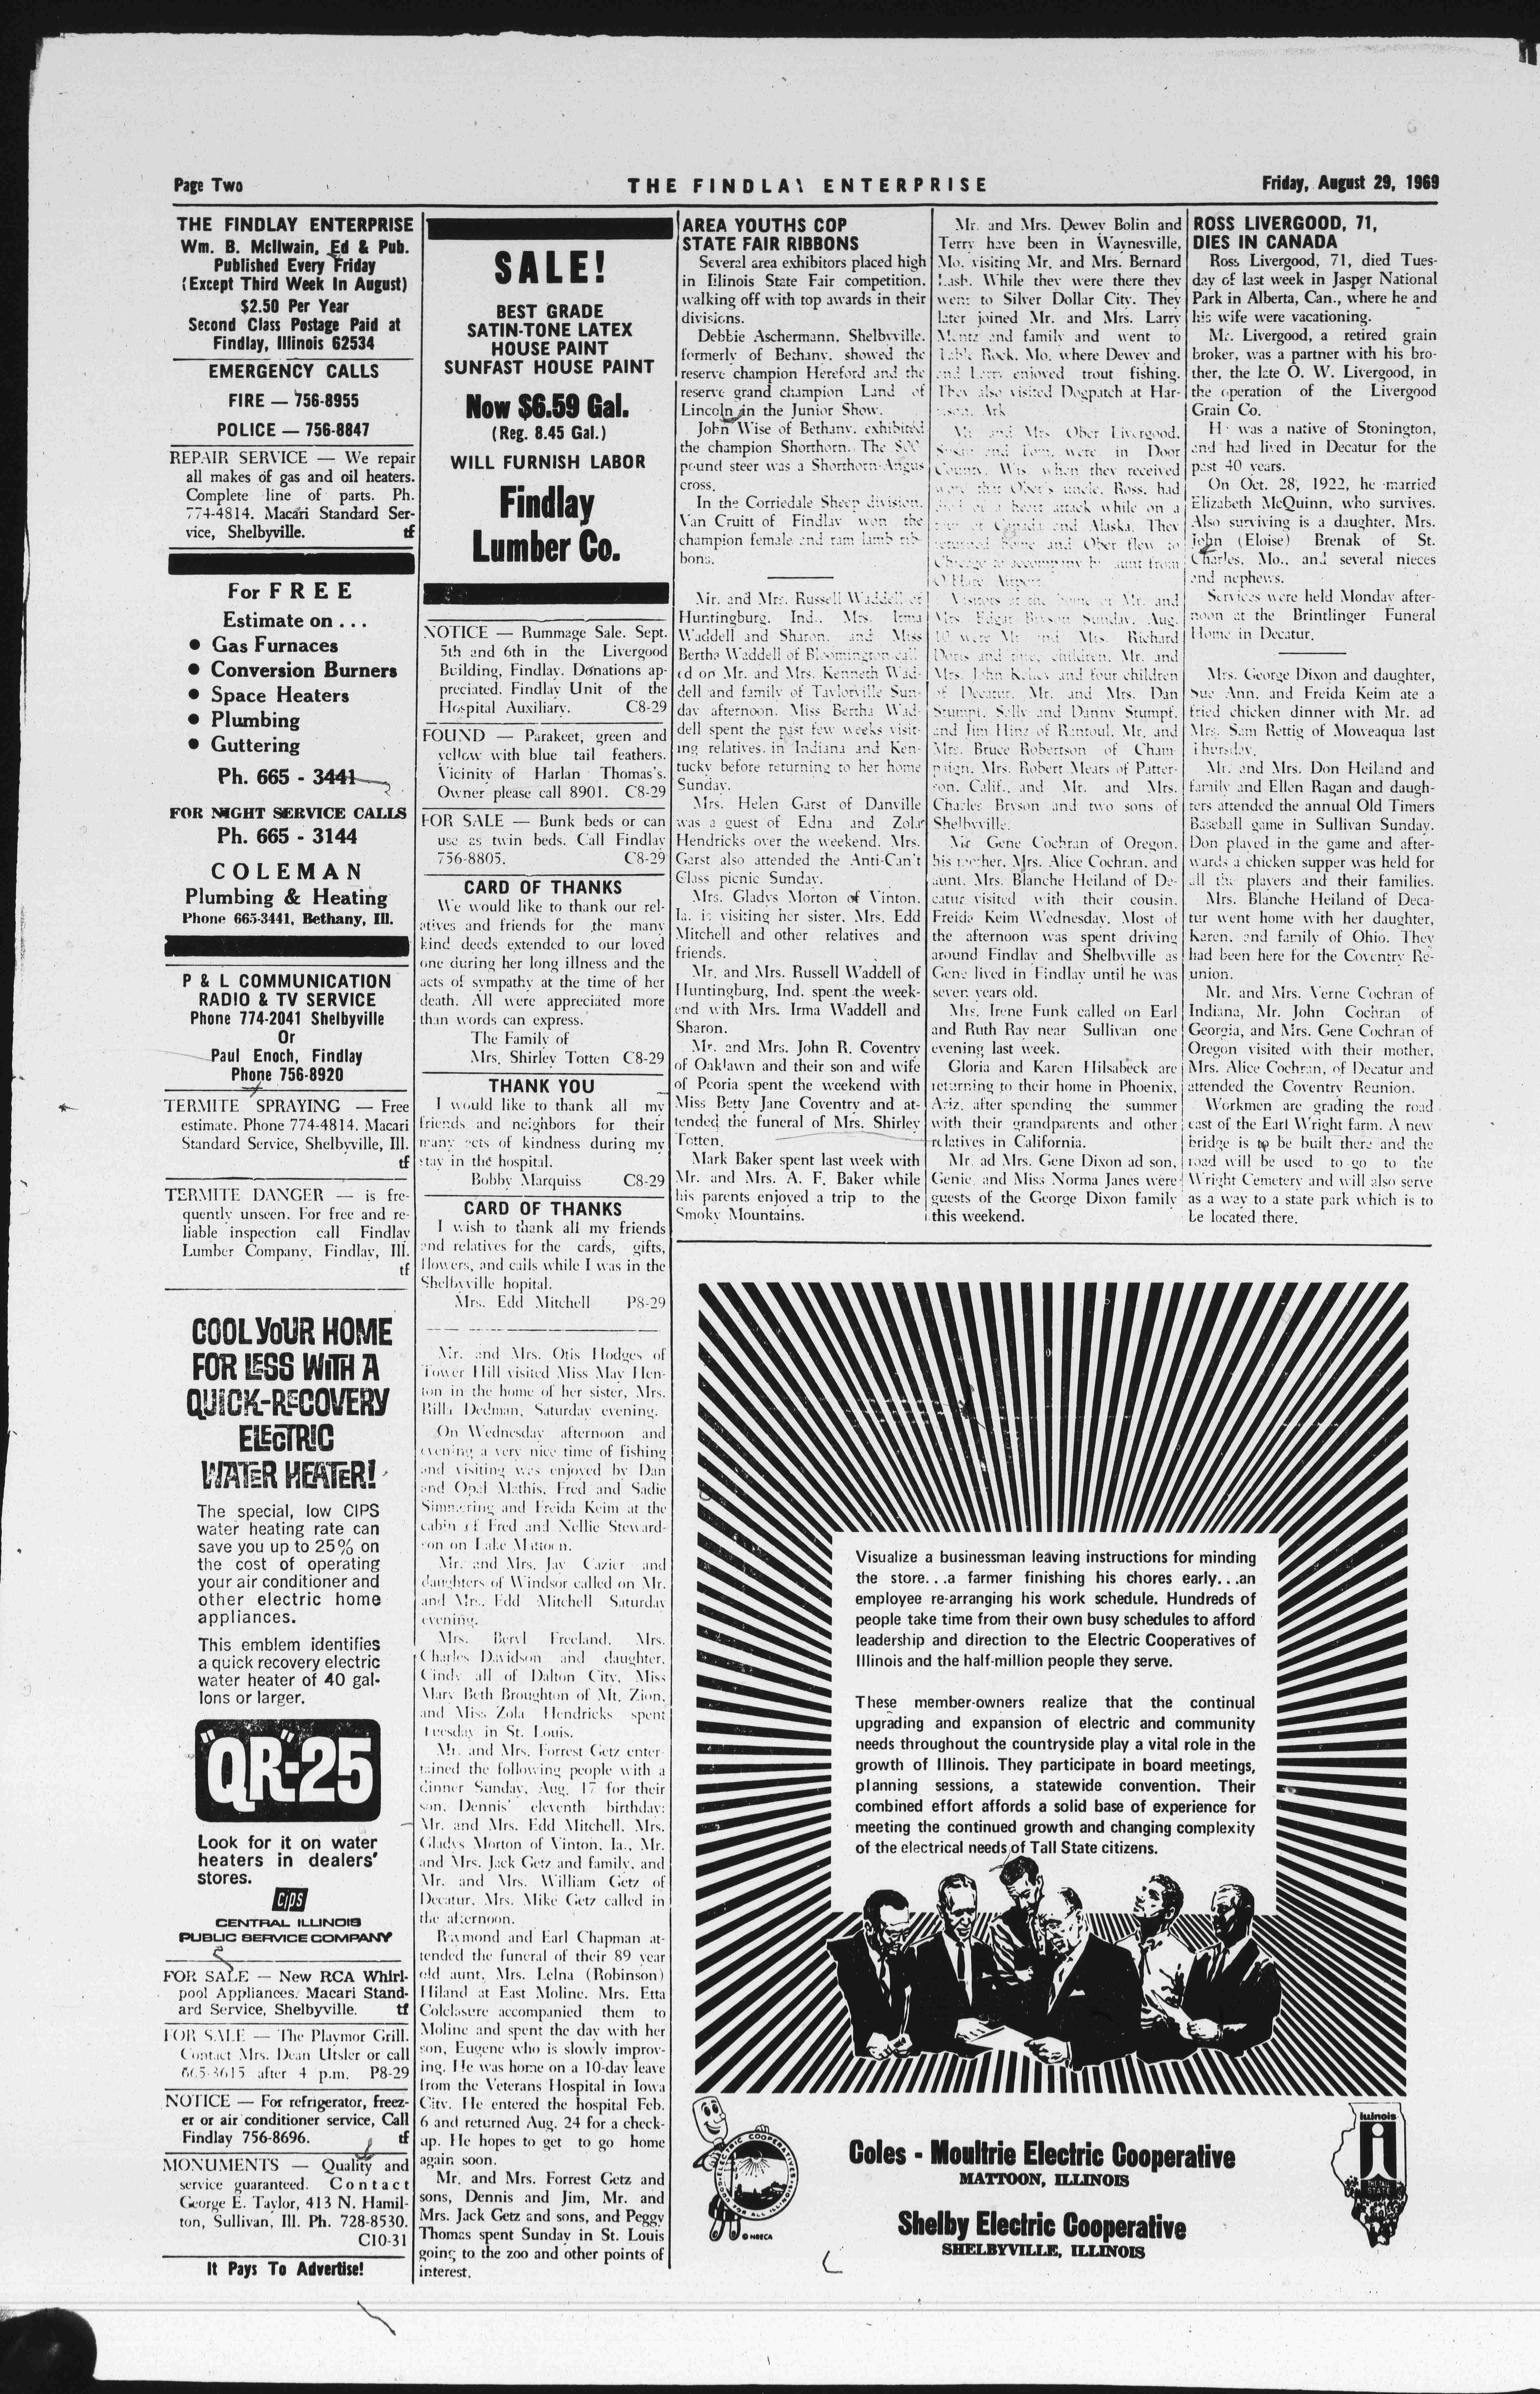 Page Two
THE FINDLAY ENTERPRISE
Friday, August 29, 1969
THE FINDLAY ENTERPRISE
Wm. B. McIlwain, Ed & Pub.
Published Every Friday
(Except Third Week In August)
$2.50 Per Year
Second Class Postage Paid at
Findlay, Illinois 62534
EMERGENCY CALLS
FIRE — 756-8955
POLICE — 756-8847
REPAIR SERVICE — We repair
all makes of gas and oil heaters.
Complete line of parts. Ph.
774-4814. Macari Standard Ser-
vice, Shelbyville. tf
For FREE
Estimate on . . .
• Gas Furnaces
• Conversion Burners
• Space Heaters
• Plumbing
• Guttering
Ph. 665 - 3441
FOR NIGHT SERVICE CALLS
Ph. 665 - 3144
COLEMAN
Plumbing & Heating
Phone 665-3441, Bethany, Ill.
P & L COMMUNICATION
RADIO & TV SERVICE
Phone 774-2041 Shelbyville
Or
Paul Enoch, Findlay
Phone 756-8920
TERMITE SPRAYING — Free
estimate. Phone 774-4814. Macari
Standard Service, Shelbyville, Ill.
tf
TERMITE DANGER — is fre-
quently unseen. For free and re-
liable inspection call Findlay
Lumber Company, Findlay, Ill.
tf
COOL YOUR HOME
FOR LESS WITH A
QUICK-RECOVERY
ELECTRIC
WATER HEATER!
The special, low CIPS
water heating rate can
save you up to 25% on
the cost of operating
your air conditioner and
other electric home
appliances.
This emblem identifies
a quick recovery electric
water heater of 40 gal-
lons or larger.
"QR"-25
Look for it on water
heaters in dealers'
stores.
CIPS
CENTRAL ILLINOIS
PUBLIC SERVICE COMPANY
FOR SALE — New RCA Whirl-
pool Appliances. Macari Stand-
ard Service, Shelbyville. tf
FOR SALE — The Playmor Grill.
Contact Mrs. Dean Utsler or call
665-3615 after 4 p.m. P8-29
NOTICE — For refrigerator, freez-
er or air conditioner service, Call
Findlay 756-8696. tf
MONUMENTS — Quality and
service guaranteed. Contact
George E. Taylor, 413 N. Hamil-
ton, Sullivan, Ill. Ph. 728-8530.
C10-31
It Pays To Advertise!
SALE!
BEST GRADE
SATIN-TONE LATEX
HOUSE PAINT
SUNFAST HOUSE PAINT
Now $6.59 Gal.
(Reg. 8.45 Gal.)
WILL FURNISH LABOR
Findlay
Lumber Co.
NOTICE — Rummage Sale. Sept.
5th and 6th in the Livergood
Building, Findlay. Donations ap-
preciated. Findlay Unit of the
Hospital Auxiliary. C8-29
FOUND — Parakeet, green and
yellow with blue tail feathers.
Vicinity of Harlan Thomas's.
Owner please call 8901. C8-29
FOR SALE — Bunk beds or can
use as twin beds. Call Findlay
756-8805. C8-29
CARD OF THANKS
We would like to thank our rel-
atives and friends for the many
kind deeds extended to our loved
one during her long illness and the
acts of sympathy at the time of her
death. All were appreciated more
than words can express.
The Family of
Mrs. Shirley Totten C8-29
THANK YOU
I would like to thank all my
friends and neighbors for their
many acts of kindness during my
stay in the hospital.
Bobby Marquiss C8-29
CARD OF THANKS
I wish to thank all my friends
and relatives for the cards, gifts,
flowers, and calls while I was in the
Shelbyville hopital.
Mrs. Edd Mitchell P8-29
Mr. and Mrs. Otis Hodges of
Tower Hill visited Miss May Hen-
ton in the home of her sister, Mrs.
Billa Dedman, Saturday evening.
On Wednesday afternoon and
evening a very nice time of fishing
and visiting was enjoyed by Dan
and Opal Mathis, Fred and Sadie
Simmering and Freida Keim at the
cabin of Fred and Nellie Steward-
son on Lake Mattoon.
Mr. and Mrs. Jay Cazier and
daughters of Windsor called on Mr.
and Mrs. Edd Mitchell Saturday
evening.
Mrs. Beryl Freeland, Mrs.
Charles Davidson and daughter,
Cindy all of Dalton City, Miss
Mary Beth Broughton of Mt. Zion,
and Miss Zola Hendricks spent
Tuesday in St. Louis.
Mr. and Mrs. Forrest Getz enter-
tained the following people with a
dinner Sunday, Aug. 17 for their
son, Dennis' eleventh birthday:
Mr. and Mrs. Edd Mitchell, Mrs.
Gladys Morton of Vinton, Ia., Mr.
and Mrs. Jack Getz and family, and
Mr. and Mrs. William Getz of
Decatur. Mrs. Mike Getz called in
the afternoon.
Raymond and Earl Chapman at-
tended the funeral of their 89 year
old aunt, Mrs. Lelna (Robinson)
Hiland at East Moline. Mrs. Etta
Colclasure accompanied them to
Moline and spent the day with her
son, Eugene who is slowly improv-
ing. He was home on a 10-day leave
from the Veterans Hospital in Iowa
City. He entered the hospital Feb.
6 and returned Aug. 24 for a check-
up. He hopes to get to go home
again soon.
Mr. and Mrs. Forrest Getz and
sons, Dennis and Jim, Mr. and
Mrs. Jack Getz and sons, and Peggy
Thomas spent Sunday in St. Louis
going to the zoo and other points of
interest.
AREA YOUTHS COP
STATE FAIR RIBBONS
Several area exhibitors placed high
in Illinois State Fair competition,
walking off with top awards in their
divisions.
Debbie Aschermann, Shelbyville,
formerly of Bethany, showed the
reserve champion Hereford and the
reserve grand champion Land of
Lincoln in the Junior Show.
John Wise of Bethany, exhibited
the champion Shorthorn. The
pound steer was a Shorthorn-Angus
cross.
In the Corriedale Sheep division,
Van Cruitt of Findlay won the
champion female and ram lamb rib-
bons.
Mr. and Mrs. Russell Waddell of
Huntingburg, Ind., Mrs. Irma
Waddell and Sharon, and Miss
Bertha Waddell of Bloomington call-
ed on Mr. and Mrs. Kenneth Wad-
dell and family of Taylorville Sun-
day afternoon. Miss Bertha Wad-
dell spent the past few weeks visit-
ing relatives in Indiana and Ken-
tucky before returning to her home
Sunday.
Mrs. Helen Garst of Danville
was a guest of Edna and Zola
Hendricks over the weekend. Mrs.
Garst also attended the Anti-Can't
Class picnic Sunday.
Mrs. Gladys Morton of Vinton,
Ia. is visiting her sister, Mrs. Edd
Mitchell and other relatives and
friends.
Mr. and Mrs. Russell Waddell of
Huntingburg, Ind. spent the week-
end with Mrs. Irma Waddell and
Sharon.
Mr. and Mrs. John R. Coventry
of Oaklawn and their son and wife
of Peoria spent the weekend with
Miss Betty Jane Coventry and at-
tended the funeral of Mrs. Shirley
Totten.
Mark Baker spent last week with
Mr. and Mrs. A. F. Baker while
his parents enjoyed a trip to the
Smoky Mountains.
Mr. and Mrs. Dewey Bolin and
Terry have been in Waynesville,
Mo. visiting Mr. and Mrs. Bernard
Lash. While they were there they
went to Silver Dollar City. They
later joined Mr. and Mrs. Larry
Mentz and family and went to
Table Rock, Mo. where Dewey and
and Larry enjoyed trout fishing.
They also visited Dogpatch at Har-
rison, Ark.
Mr. and Mrs. Ober Livergood,
Susan and Tom, were in Door
County, Wis. when they received
word that Ober's uncle, Ross, had
died of a heart attack while on a
tour of Canada and Alaska. They
returned home and Ober flew to
Chicago to accompany his aunt from
O'Hare Airport.
Visitors at the home of Mr. and
Mrs. Edgar Bryson Sunday, Aug.
10 were Mr. and Mrs. Richard
Doris and children, Mr. and
Mrs. John and four children
of Decatur, Mr. and Mrs. Dan
Stumpf, Sally and Danny Stumpf,
and Jim Hinz of Rantoul, Mr. and
Mrs. Bruce Robertson of Cham-
paign, Mrs. Robert Mears of Patter-
son, Calif., and Mr. and Mrs.
Charles Bryson and two sons of
Shelbyville.
Mr. Gene Cochran of Oregon,
his mother, Mrs. Alice Cochran, and
aunt, Mrs. Blanche Heiland of De-
catur visited with their cousin,
Freida Keim Wednesday. Most of
the afternoon was spent driving
around Findlay and Shelbyville as
Gene lived in Findlay until he was
seven years old.
Mrs. Irene Funk called on Earl
and Ruth Ray near Sullivan one
evening last week.
Gloria and Karen Hilsabeck are
returning to their home in Phoenix,
Ariz. after spending the summer
with their grandparents and other
relatives in California.
Mr. ad Mrs. Gene Dixon ad son,
Genie, and Miss Norma Janes were
guests of the George Dixon family
this weekend.
ROSS LIVERGOOD, 71,
DIES IN CANADA
Ross Livergood, 71, died Tues-
day of last week in Jasper National
Park in Alberta, Can., where he and
his wife were vacationing.
Mr. Livergood, a retired grain
broker, was a partner with his bro-
ther, the late O. W. Livergood, in
the operation of the Livergood
Grain Co.
He was a native of Stonington,
and had lived in Decatur for the
past 40 years.
On Oct. 28, 1922, he married
Elizabeth McQuinn, who survives.
Also surviving is a daughter, Mrs.
John (Eloise) Brenak of St.
Charles, Mo., and several nieces
and nephews.
Services were held Monday after-
noon at the Brintlinger Funeral
Home in Decatur.
Mrs. George Dixon and daughter,
Sue Ann, and Freida Keim ate a
fried chicken dinner with Mr. ad
Mrs. Sam Rettig of Moweaqua last
Thursday.
Mr. and Mrs. Don Heiland and
family and Ellen Ragan and daugh-
ters attended the annual Old Timers
Baseball game in Sullivan Sunday.
Don played in the game and after-
wards a chicken supper was held for
all the players and their families.
Mrs. Blanche Heiland of Deca-
tur went home with her daughter,
Karen, and family of Ohio. They
had been here for the Coventry Re-
union.
Mr. and Mrs. Verne Cochran of
Indiana, Mr. John Cochran of
Georgia, and Mrs. Gene Cochran of
Oregon visited with their mother,
Mrs. Alice Cochran, of Decatur and
attended the Coventry Reunion.
Workmen are grading the road
east of the Earl Wright farm. A new
bridge is to be built there and the
road will be used to go to the
Wright Cemetery and will also serve
as a way to a state park which is to
be located there.
Visualize a businessman leaving instructions for minding
the store. . .a farmer finishing his chores early. . .an
employee re-arranging his work schedule. Hundreds of
people take time from their own busy schedules to afford
leadership and direction to the Electric Cooperatives of
Illinois and the half-million people they serve.
These member-owners realize that the continual
upgrading and expansion of electric and community
needs throughout the countryside play a vital role in the
growth of Illinois. They participate in board meetings,
planning sessions, a statewide convention. Their
combined effort affords a solid base of experience for
meeting the continued growth and changing complexity
of the electrical needs of Tall State citizens.
ELECTRIC COOPERATIVES
GOOD FOR ALL ILLINOIS
© NRECA
Coles - Moultrie Electric Cooperative
MATTOON, ILLINOIS
Shelby Electric Cooperative
SHELBYVILLE, ILLINOIS
Illinois
THE TALL
STATE